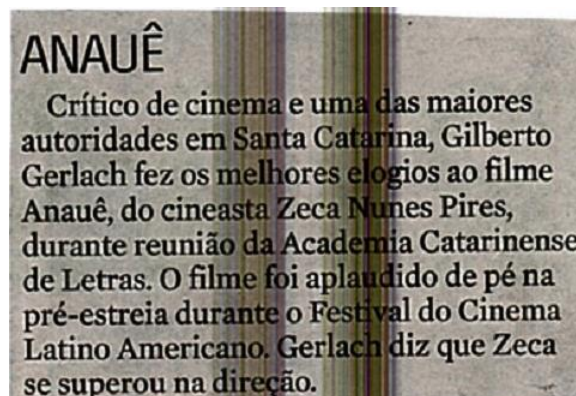 ANAUÊ
Crítico de cinema e uma das maiores
autoridades em Santa Catarina, Gilberto
Gerlach fez os melhores elogios ao filme
Anauê, do cineasta Zeca Nunes Pires,
durante reunião da Academia Catarinense
de Letras. O filme foi aplaudido de pé na
pré-estreia durante o Festival do Cinema
Latino Americano. Gerlach diz que Zeca
se superou na direção.